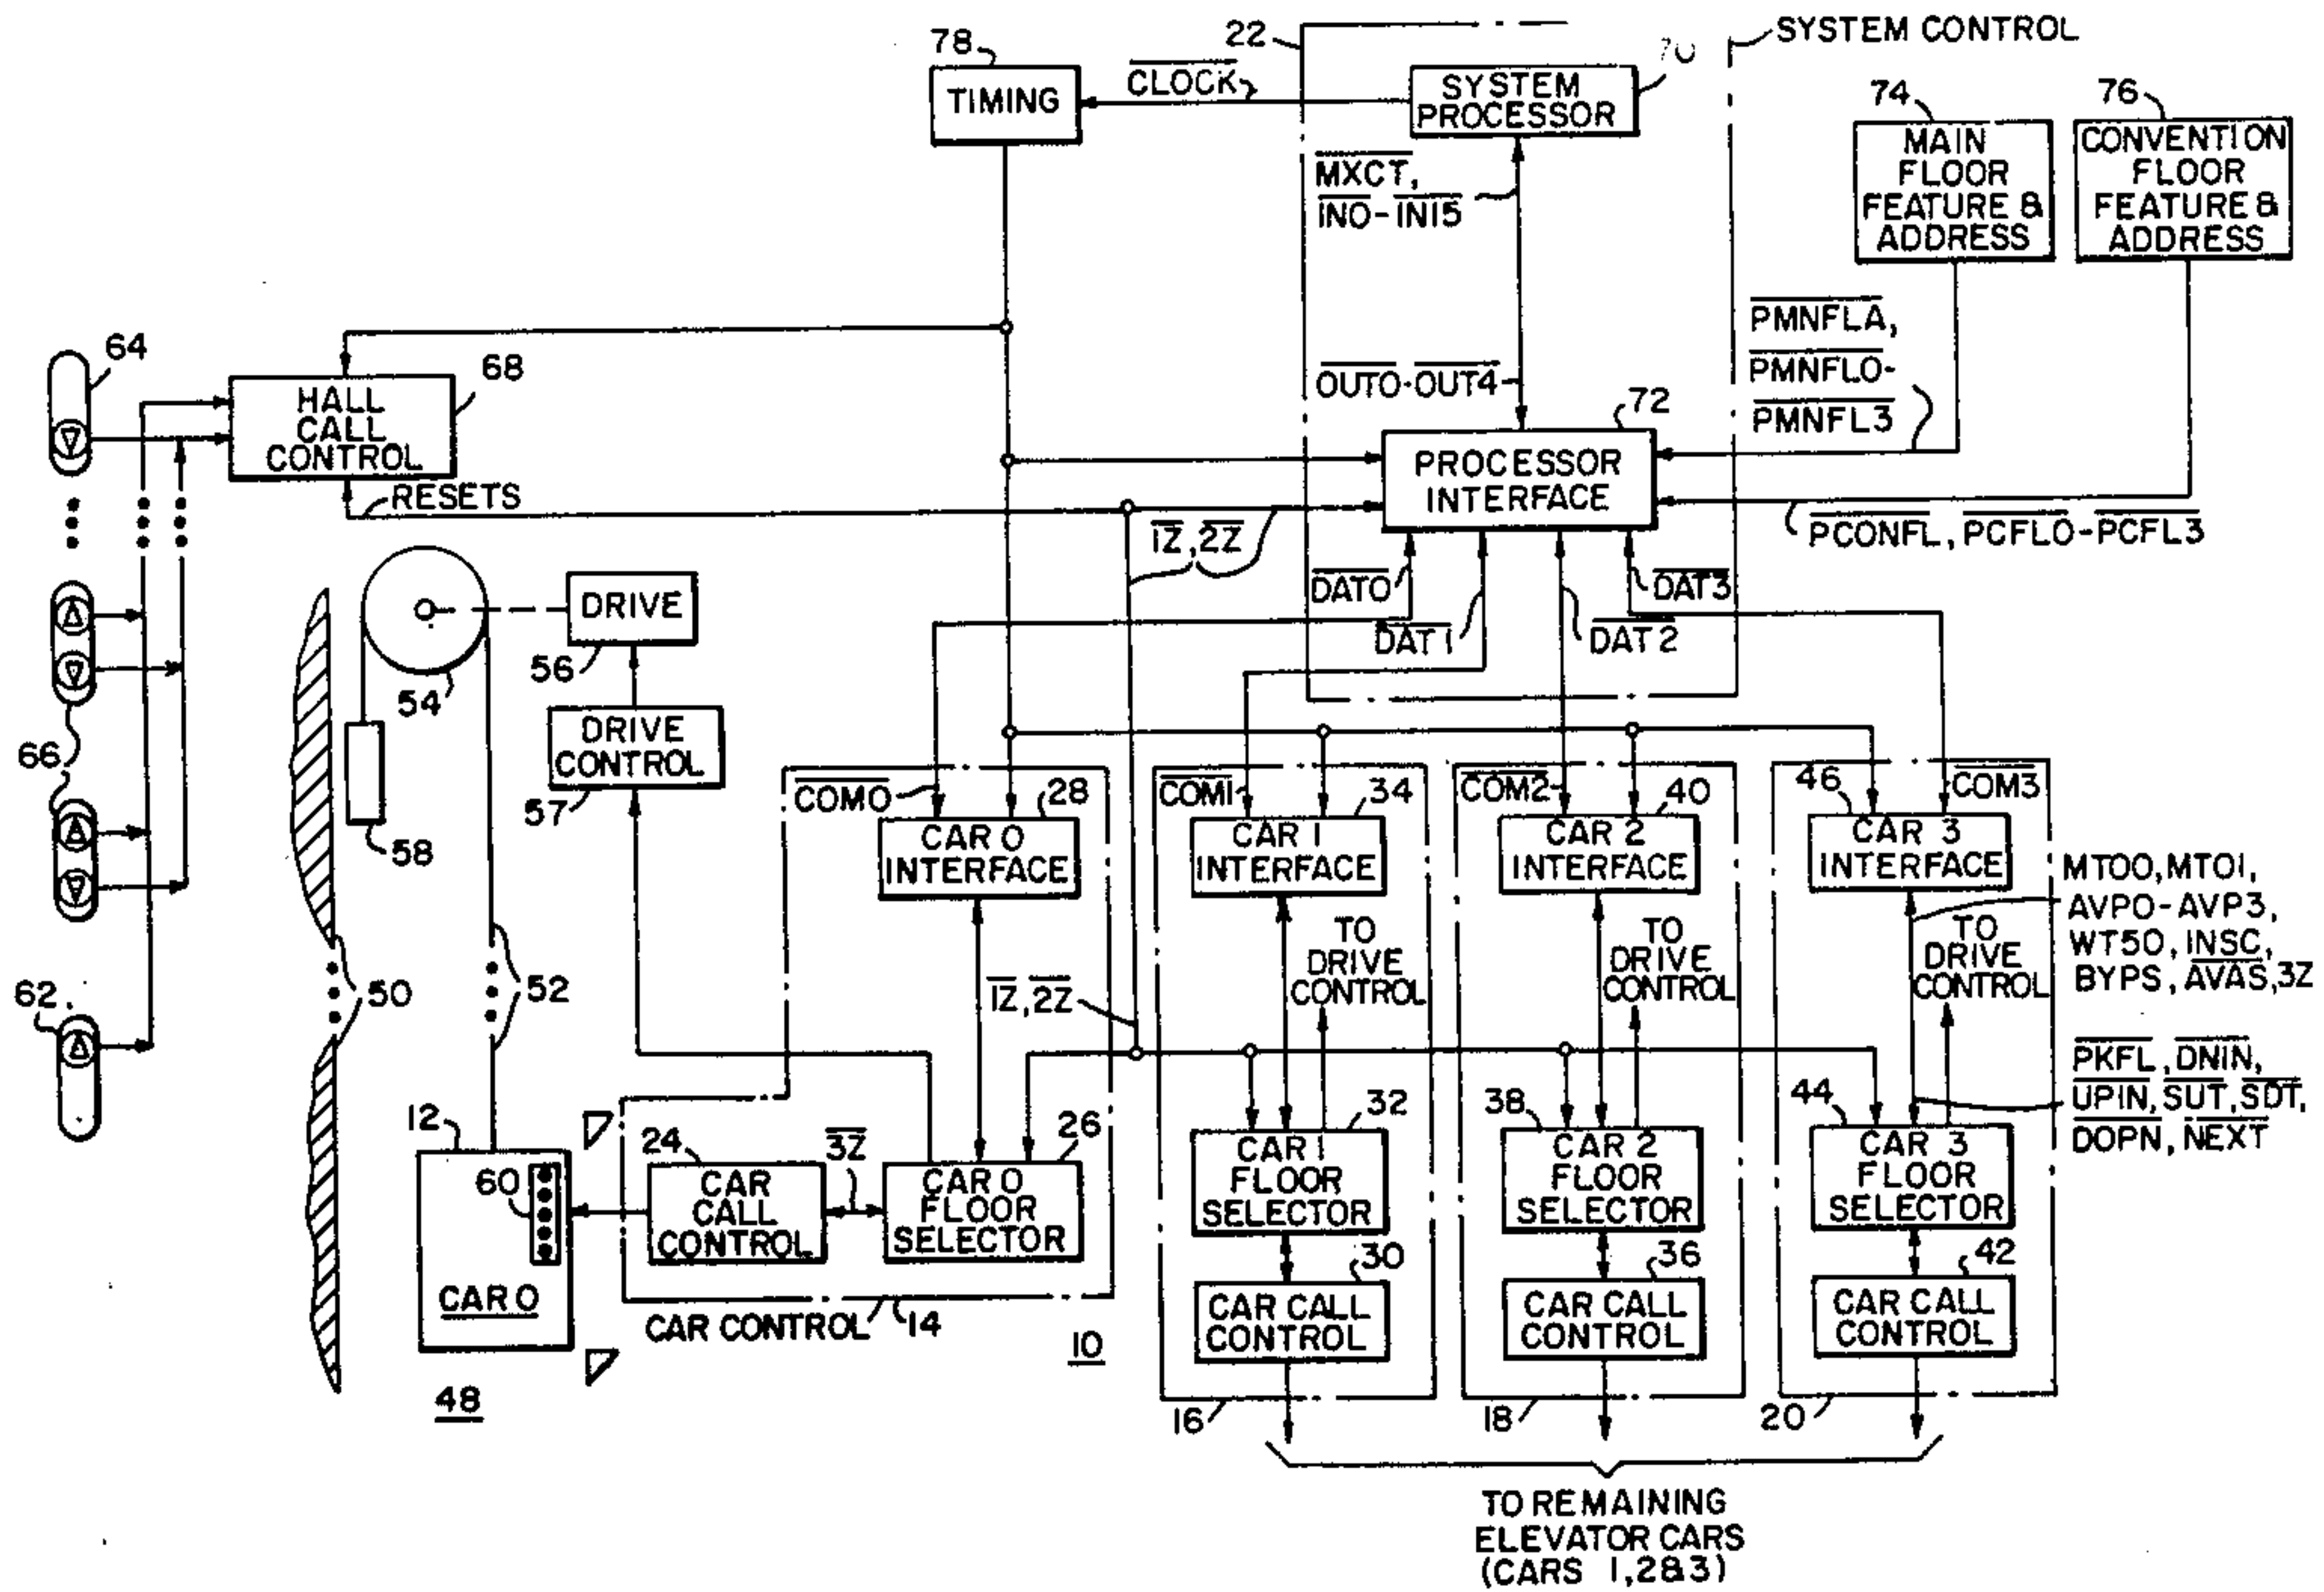 22
SYSTEM CONTROL
78
TIMING
CLOCK
SYSTEM
PROCESSOR
70
74
MAIN
FLOOR
FEATURE &
ADDRESS
76
CONVENTION
FLOOR
FEATURE &
ADDRESS
MXCT,
IN0-IN15
OUT0-OUT4
PMNFLA,
PMNFL0-
PMNFL3
64
68
HALL
CALL
CONTROL
RESETS
72
PROCESSOR
INTERFACE
1Z, 2Z
PCONFL, PCFL0-PCFL3
DAT0
DAT1
DAT2
DAT3
DRIVE
56
54
66
DRIVE
CONTROL
57
58
COM0
28
CAR 0
INTERFACE
COM1
34
CAR 1
INTERFACE
COM2
40
CAR 2
INTERFACE
46
COM3
CAR 3
INTERFACE
MT00, MT01,
AVP0-AVP3,
WT50, INSC,
BYPS, AVAS, 3Z
TO
DRIVE
CONTROL
TO
DRIVE
CONTROL
TO
DRIVE
CONTROL
62
50
52
1Z, 2Z
PKFL, DNIN,
UPIN, SUT, SDT,
DOPN, NEXT
12
60
CAR 0
24
CAR
CALL
CONTROL
3Z
26
CAR 0
FLOOR
SELECTOR
32
CAR 1
FLOOR
SELECTOR
38
CAR 2
FLOOR
SELECTOR
44
CAR 3
FLOOR
SELECTOR
30
CAR CALL
CONTROL
36
CAR CALL
CONTROL
42
CAR CALL
CONTROL
CAR CONTROL
14
10
48
16
18
20
TO REMAINING
ELEVATOR CARS
(CARS 1, 2 & 3)